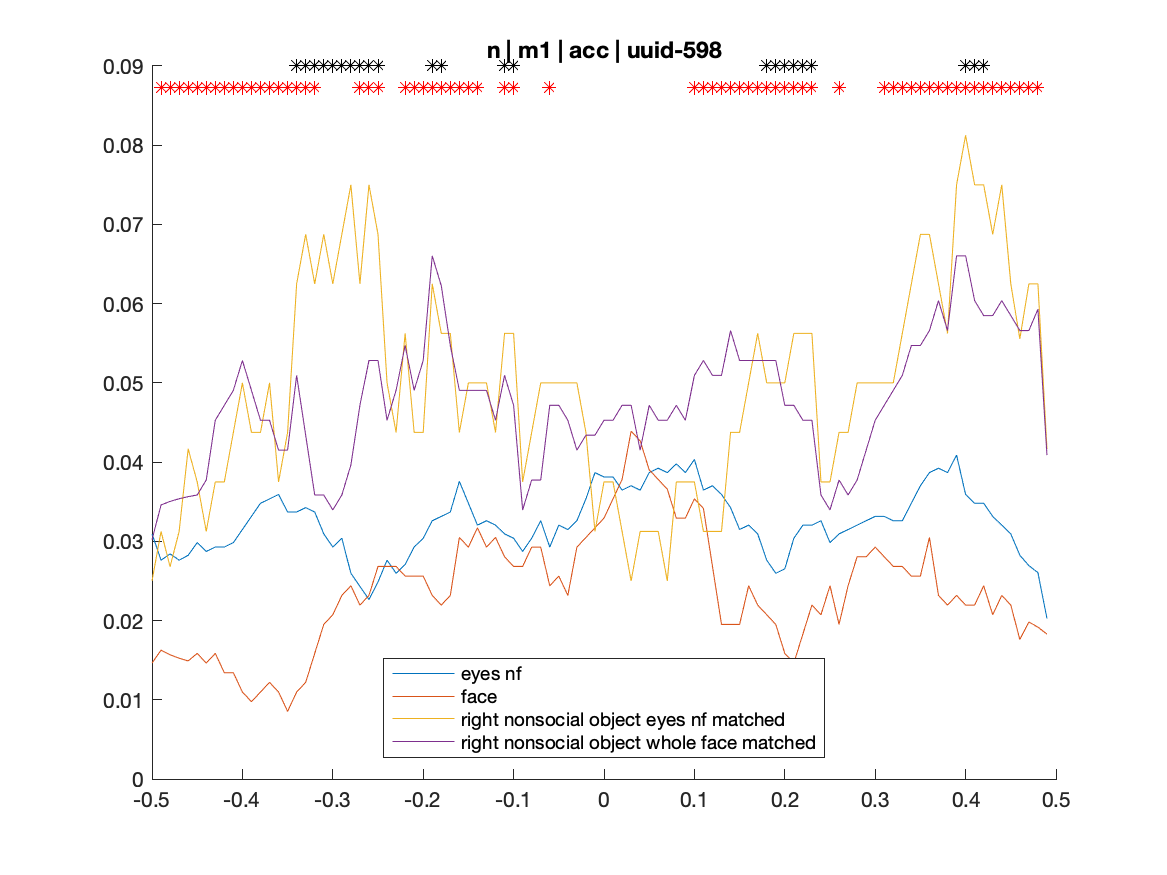 n | m1 | acc | uuid-598
0.09
0.08
0.07
0.06
0.05
0.04
0.03
0.02
0.01
0
eyes nf
face
right nonsocial object eyes nf matched
right nonsocial object whole face matched
-0.5 -0.4 -0.3 -0.2 -0.1 0 0.1 0.2 0.3 0.4 0.5